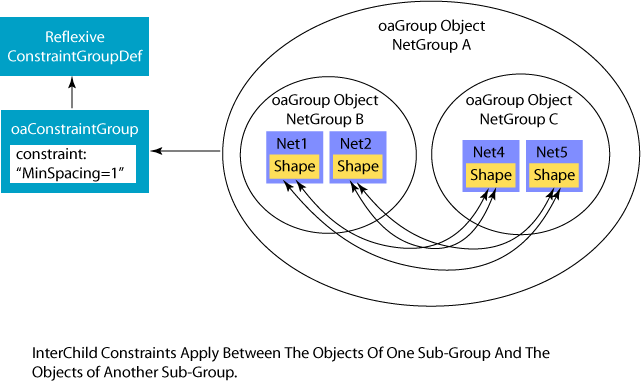 Reflexive
ConstraintGroupDef
oaConstraintGroup
constraint:
“MinSpacing=1”
oaGroup Object
NetGroup A
oaGroup Object
NetGroup B
Net1
Shape
Net2
Shape
oaGroup Object
NetGroup C
Net4
Shape
Net5
Shape
InterChild Constraints Apply Between The Objects Of One Sub-Group And The
Objects of Another Sub-Group.